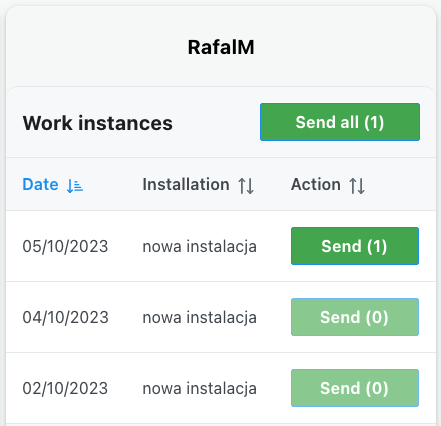 RafalM
Work instances Send all (1)
Date Installation Action
05/10/2023 nowa instalacja Send (1)
04/10/2023 nowa instalacja Send (0)
02/10/2023 nowa instalacja Send (0)